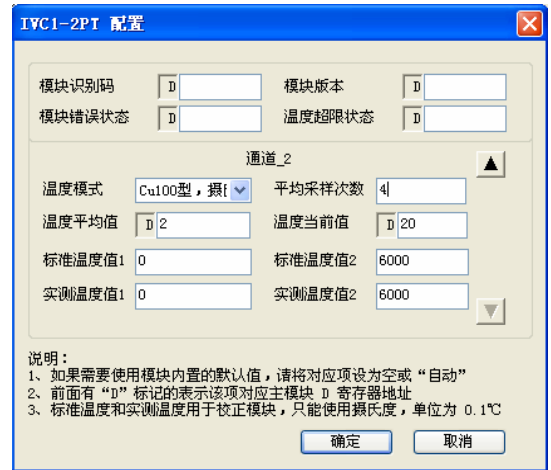 IVC1-2PT 配置
模块识别码 D 模块版本 D
模块错误状态 D 温度超限状态 D
通道_2
温度模式 Cu100型，摄 平均采样次数 4
温度平均值 D 2 温度当前值 D 20
标准温度值1 0 标准温度值2 6000
实测温度值1 0 实测温度值2 6000
说明：
1、如果需要使用模块内置的默认值，请将对应项设为空或“自动”
2、前面有“D”标记的表示该项对应主模块 D 寄存器地址
3、标准温度和实测温度用于校正模块，只能使用摄氏度，单位为 0.1℃
确定 取消